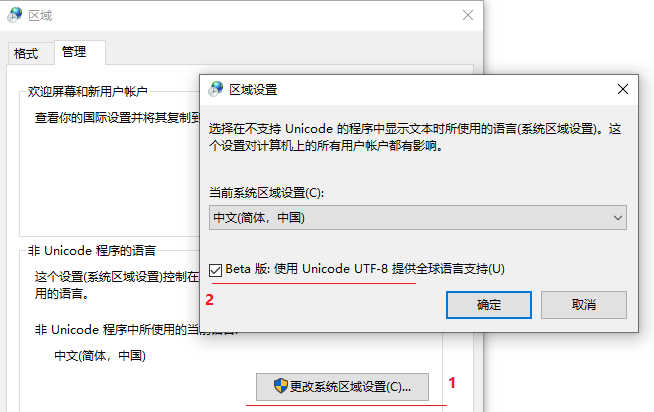 区域
格式
管理
欢迎屏幕和新用户帐户
查看你的国际设置并将其复制到
区域设置
选择在不支持 Unicode 的程序中显示文本时所使用的语言(系统区域设置)。这
个设置对计算机上的所有用户帐户都有影响。
当前系统区域设置(C):
中文(简体，中国)
Beta 版: 使用 Unicode UTF-8 提供全球语言支持(U)
2
确定
取消
非 Unicode 程序的语言
这个设置(系统区域设置)控制在
用的语言。
非 Unicode 程序中所使用的当前语言:
中文(简体，中国)
更改系统区域设置(C)...
1